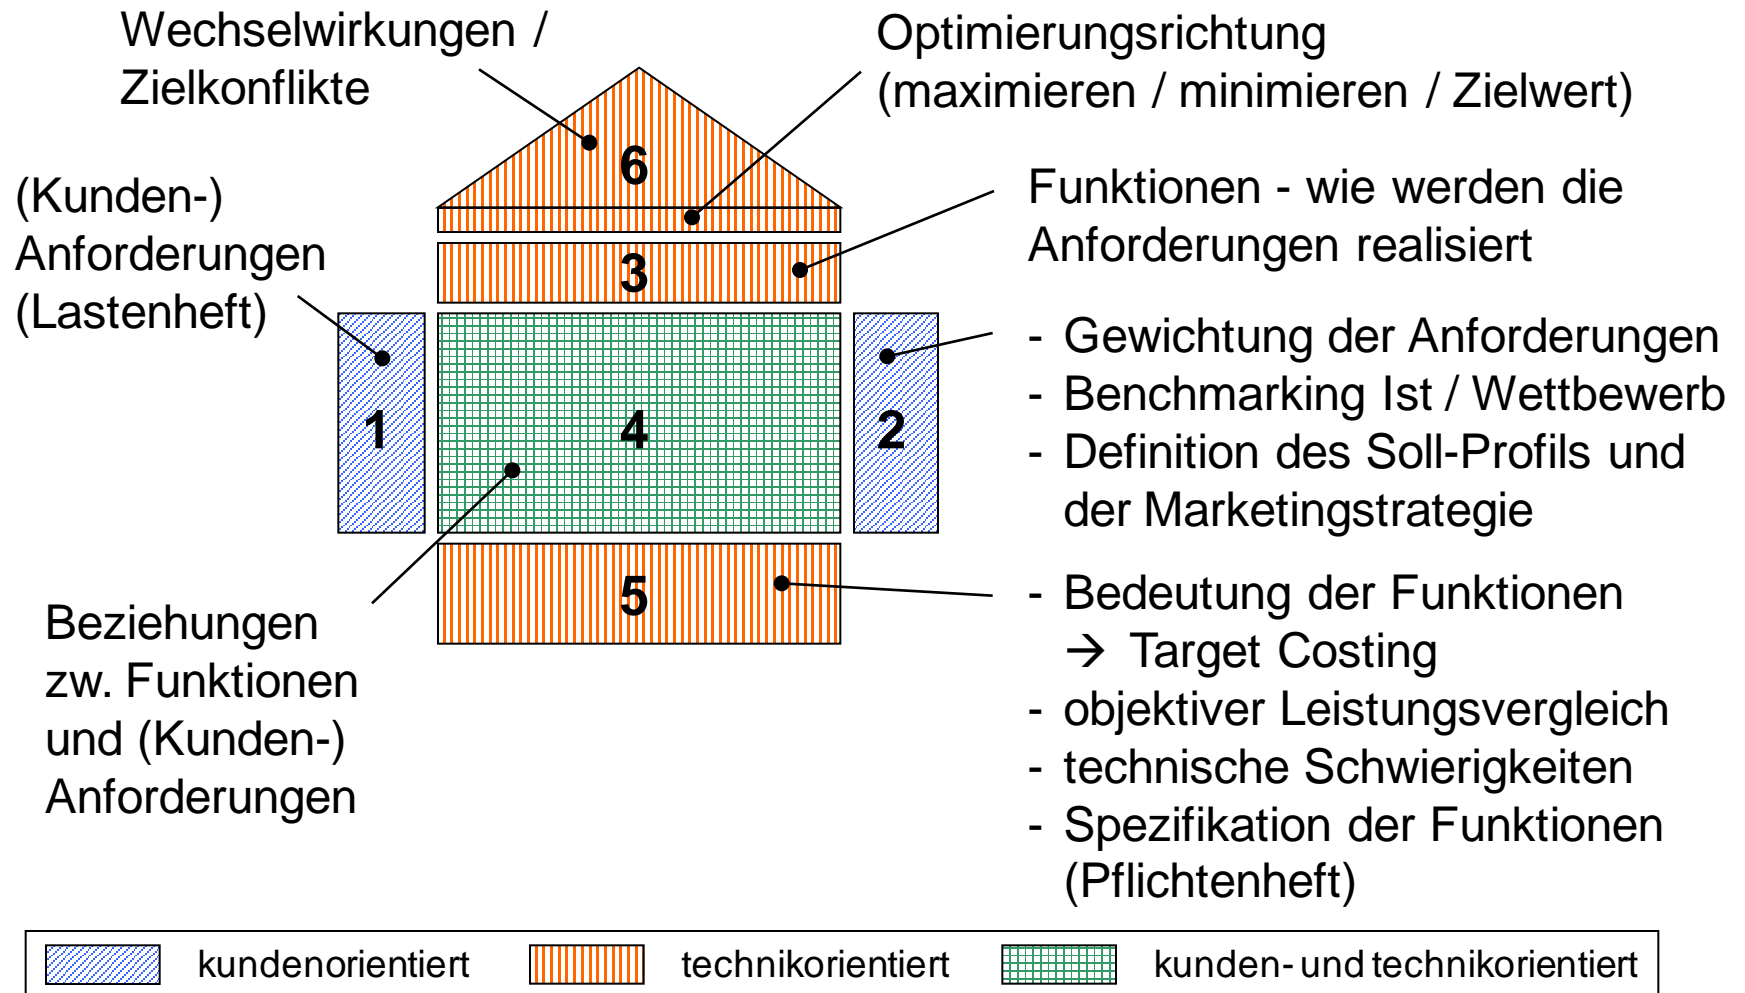 Wechselwirkungen /
Zielkonflikte
Optimierungsrichtung
(maximieren / minimieren / Zielwert)
(Kunden-)
Anforderungen
(Lastenheft)
Funktionen - wie werden die
Anforderungen realisiert
6
3
1
4
2
5
- Gewichtung der Anforderungen
- Benchmarking Ist / Wettbewerb
- Definition des Soll-Profils und
der Marketingstrategie
Beziehungen
zw. Funktionen
und (Kunden-)
Anforderungen
- Bedeutung der Funktionen
→ Target Costing
- objektiver Leistungsvergleich
- technische Schwierigkeiten
- Spezifikation der Funktionen
(Pflichtenheft)
kundenorientiert
technikorientiert
kunden- und technikorientiert